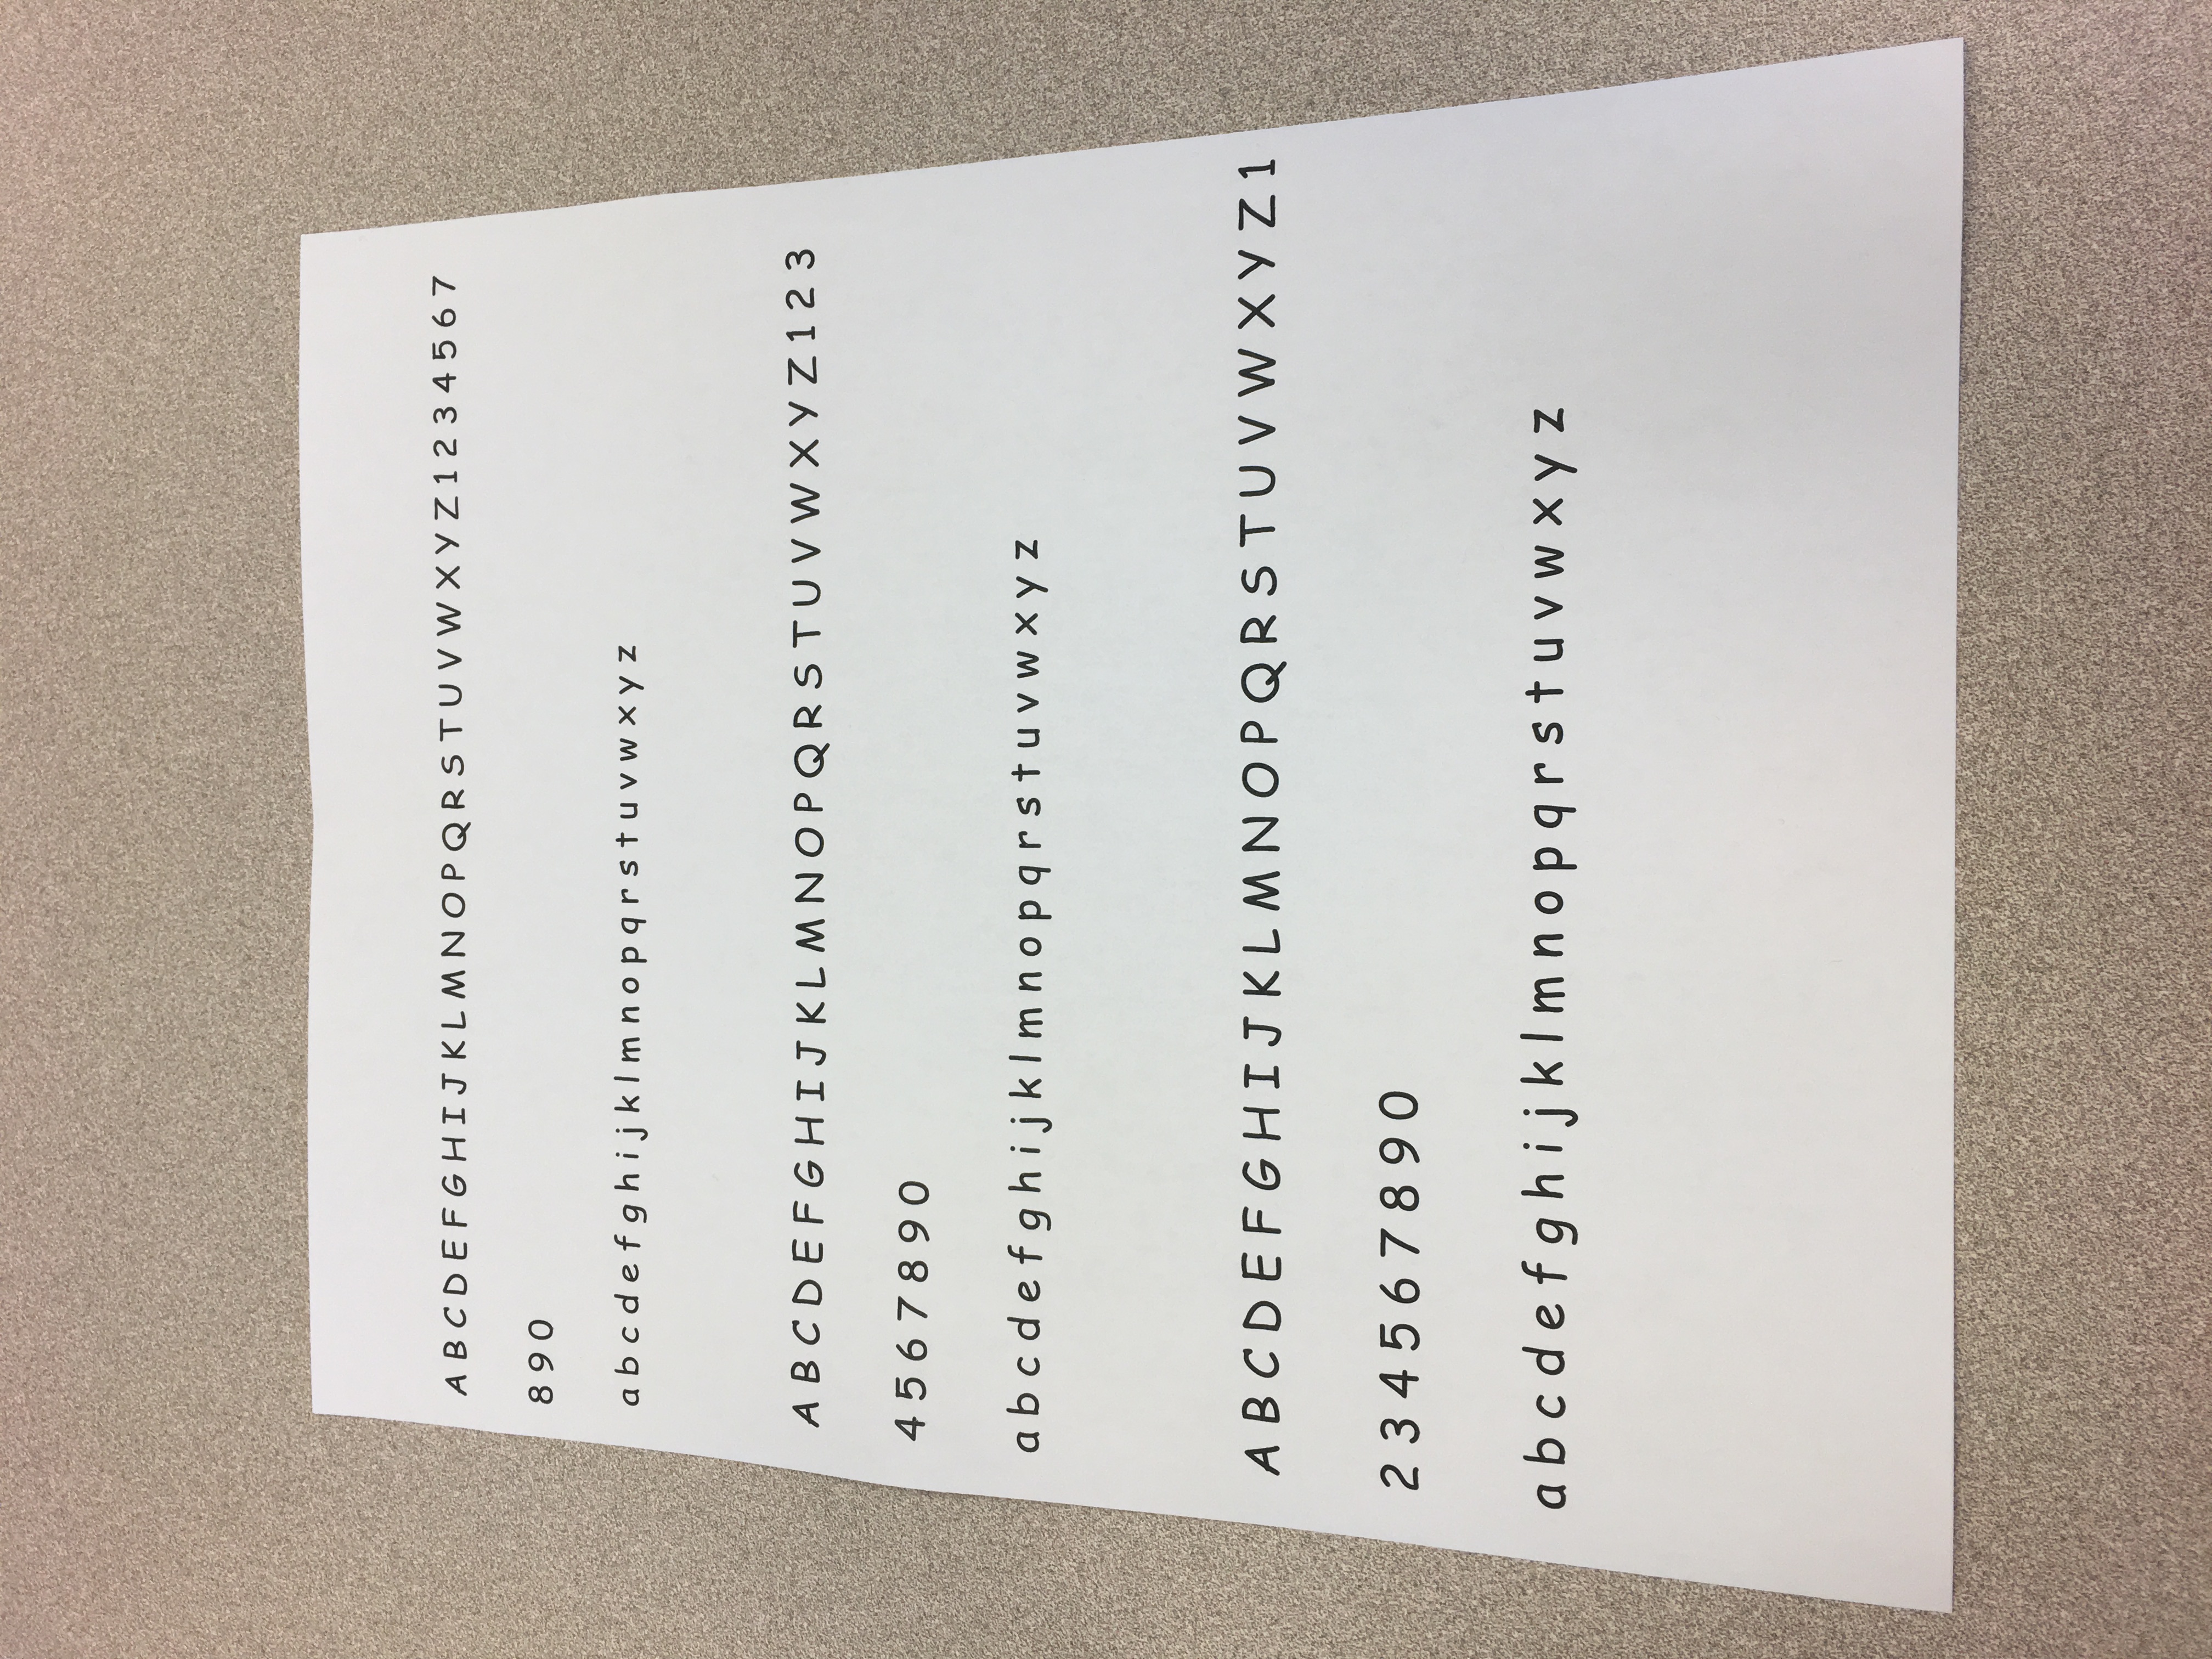 A B C D E F G H I J K L M N O P Q R S T U V W X Y Z 1 2 3 4 5 6 7
8 9 0
a b c d e f g h i j k l m n o p q r s t u v w x y z
A B C D E F G H I J K L M N O P Q R S T U V W X Y Z 1 2 3
4 5 6 7 8 9 0
a b c d e f g h i j k l m n o p q r s t u v w x y z
A B C D E F G H I J K L M N O P Q R S T U V W X Y Z 1
2 3 4 5 6 7 8 9 0
a b c d e f g h i j k l m n o p q r s t u v w x y z